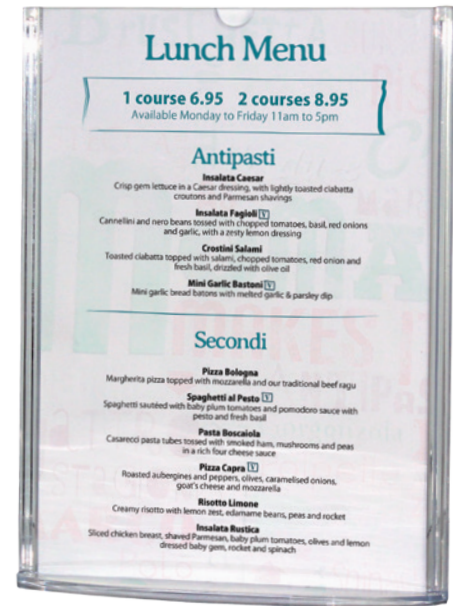 Lunch Menu
1 course 6.95 2 courses 8.95
Available Monday to Friday 11am to 5pm
Antipasti
Insalata Caesar
Crisp gem lettuce in a Caesar dressing, with lightly toasted ciabatta
croutons and Parmesan shavings
Insalata Fagioli V
Cannellini and nero beans tossed with chopped tomatoes, basil, red onions
and garlic, with a zesty lemon dressing
Crostini Salami
Toasted ciabatta topped with salami, chopped tomatoes, red onion and
fresh basil, drizzled with olive oil
Mini Garlic Bastoni V
Mini garlic bread batons with melted garlic & parsley dip
Secondi
Pizza Bologna
Margherita pizza topped with mozzarella and our traditional beef ragu
Spaghetti al Pesto V
Spaghetti sautéed with baby plum tomatoes and pomodoro sauce with
pesto and fresh basil
Pasta Boscaiola
Casarecci pasta tubes tossed with smoked ham, mushrooms and peas
in a rich four cheese sauce
Pizza Capra V
Roasted aubergines and peppers, olives, caramelised onions,
goat's cheese and mozzarella
Risotto Limone
Creamy risotto with lemon zest, edamame beans, peas and rocket
Insalata Rustica
Sliced chicken breast, shaved Parmesan, baby plum tomatoes, olives and lemon
dressed baby gem, rocket and spinach